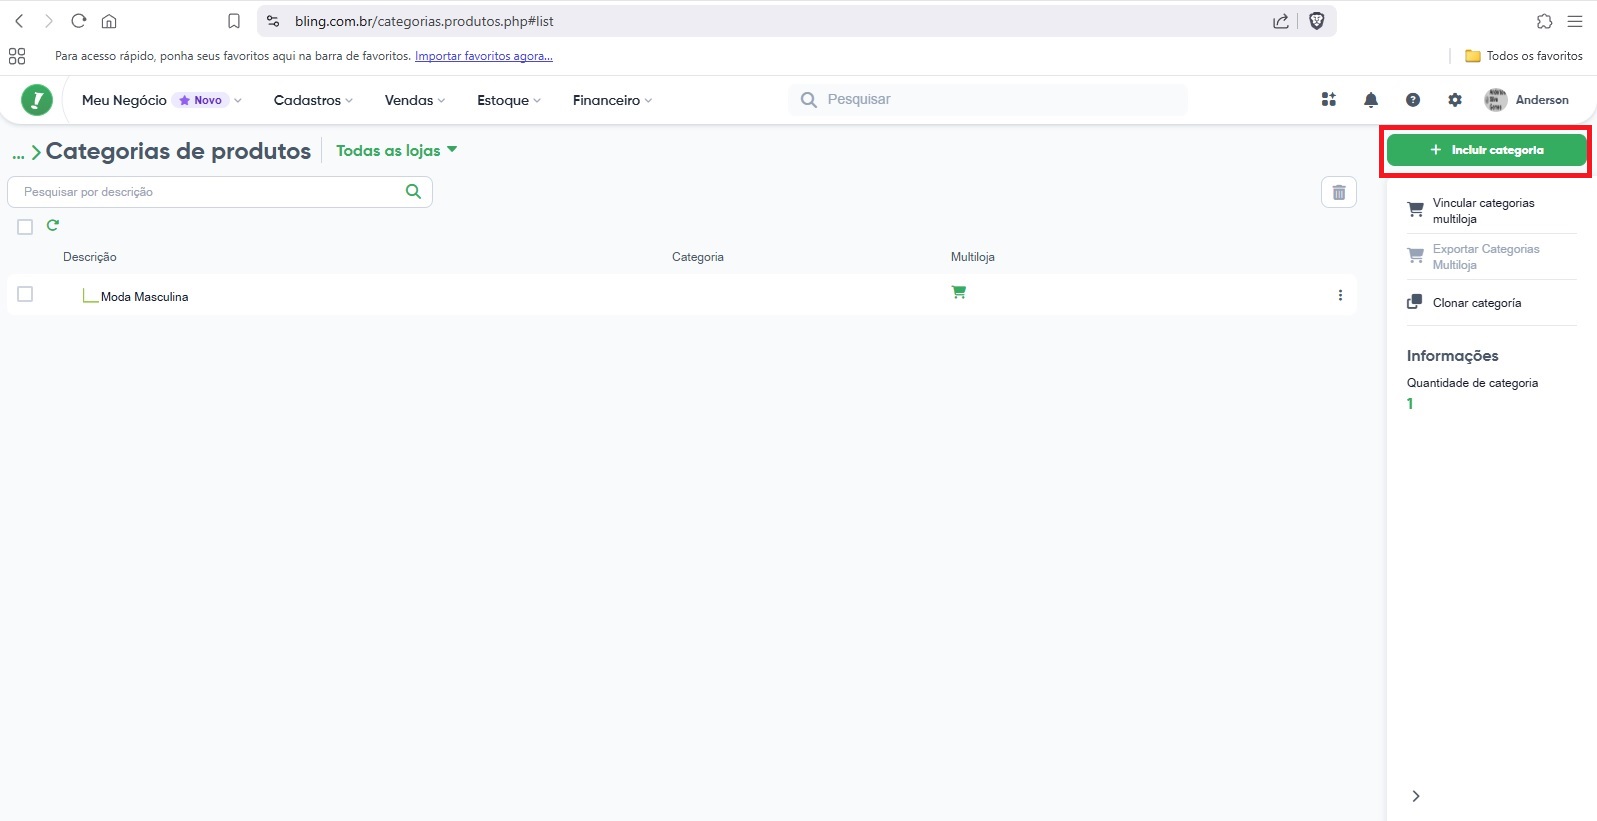 bling.com.br/categorias.produtos.php#list
Para acesso rápido, ponha seus favoritos aqui na barra de favoritos. Importar favoritos agora...
Todos os favoritos
Meu Negócio Novo Cadastros Vendas Estoque Financeiro
Pesquisar
Anderson
... Categorias de produtos Todas as lojas
Incluir categoria
Pesquisar por descrição
Vincular categorias
multiloja
Exportar Categorias
Multiloja
Clonar categoria
Descrição Categoria Multiloja
Moda Masculina
Informações
Quantidade de categoria
1